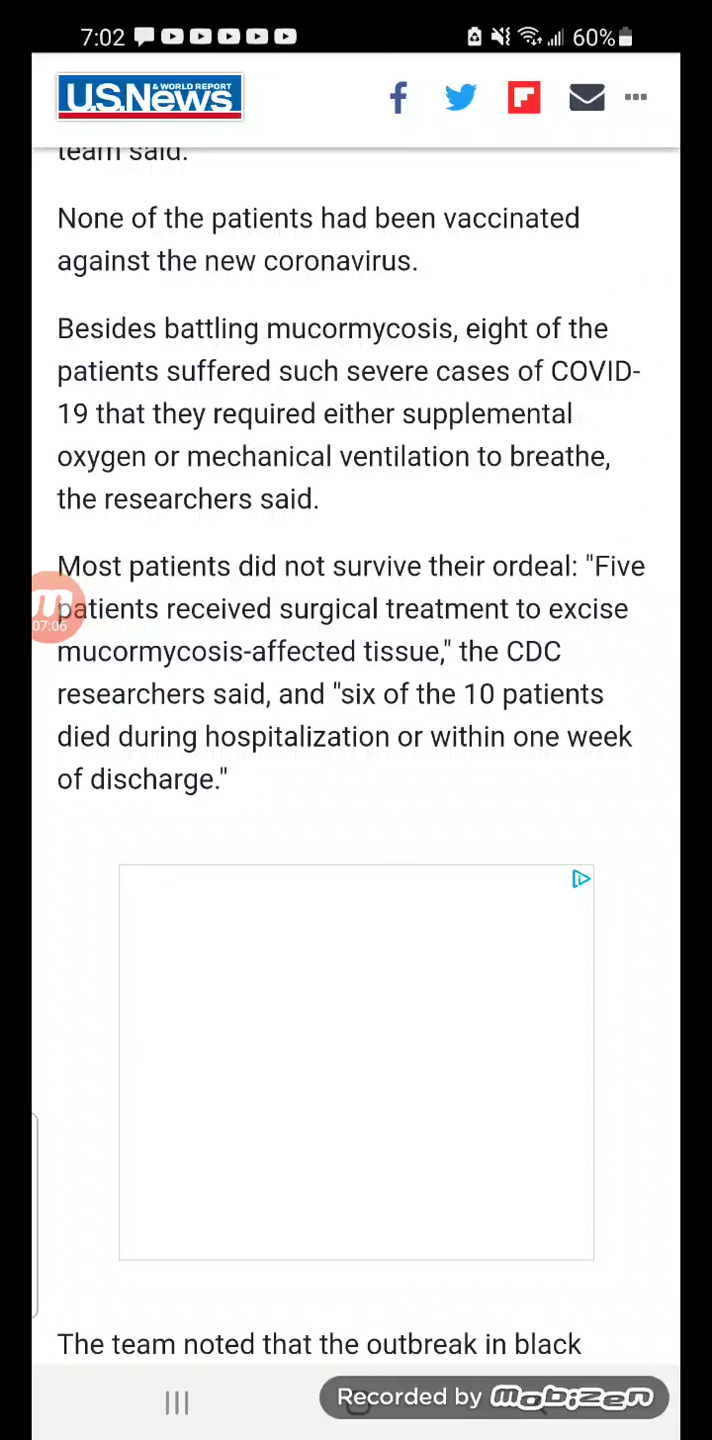 7:02
60%
U.S.News
& WORLD REPORT
team said.
None of the patients had been vaccinated
against the new coronavirus.
Besides battling mucormycosis, eight of the
patients suffered such severe cases of COVID-
19 that they required either supplemental
oxygen or mechanical ventilation to breathe,
the researchers said.
Most patients did not survive their ordeal: "Five
patients received surgical treatment to excise
07:06
mucormycosis-affected tissue," the CDC
researchers said, and "six of the 10 patients
died during hospitalization or within one week
of discharge."
The team noted that the outbreak in black
Recorded by mobizen